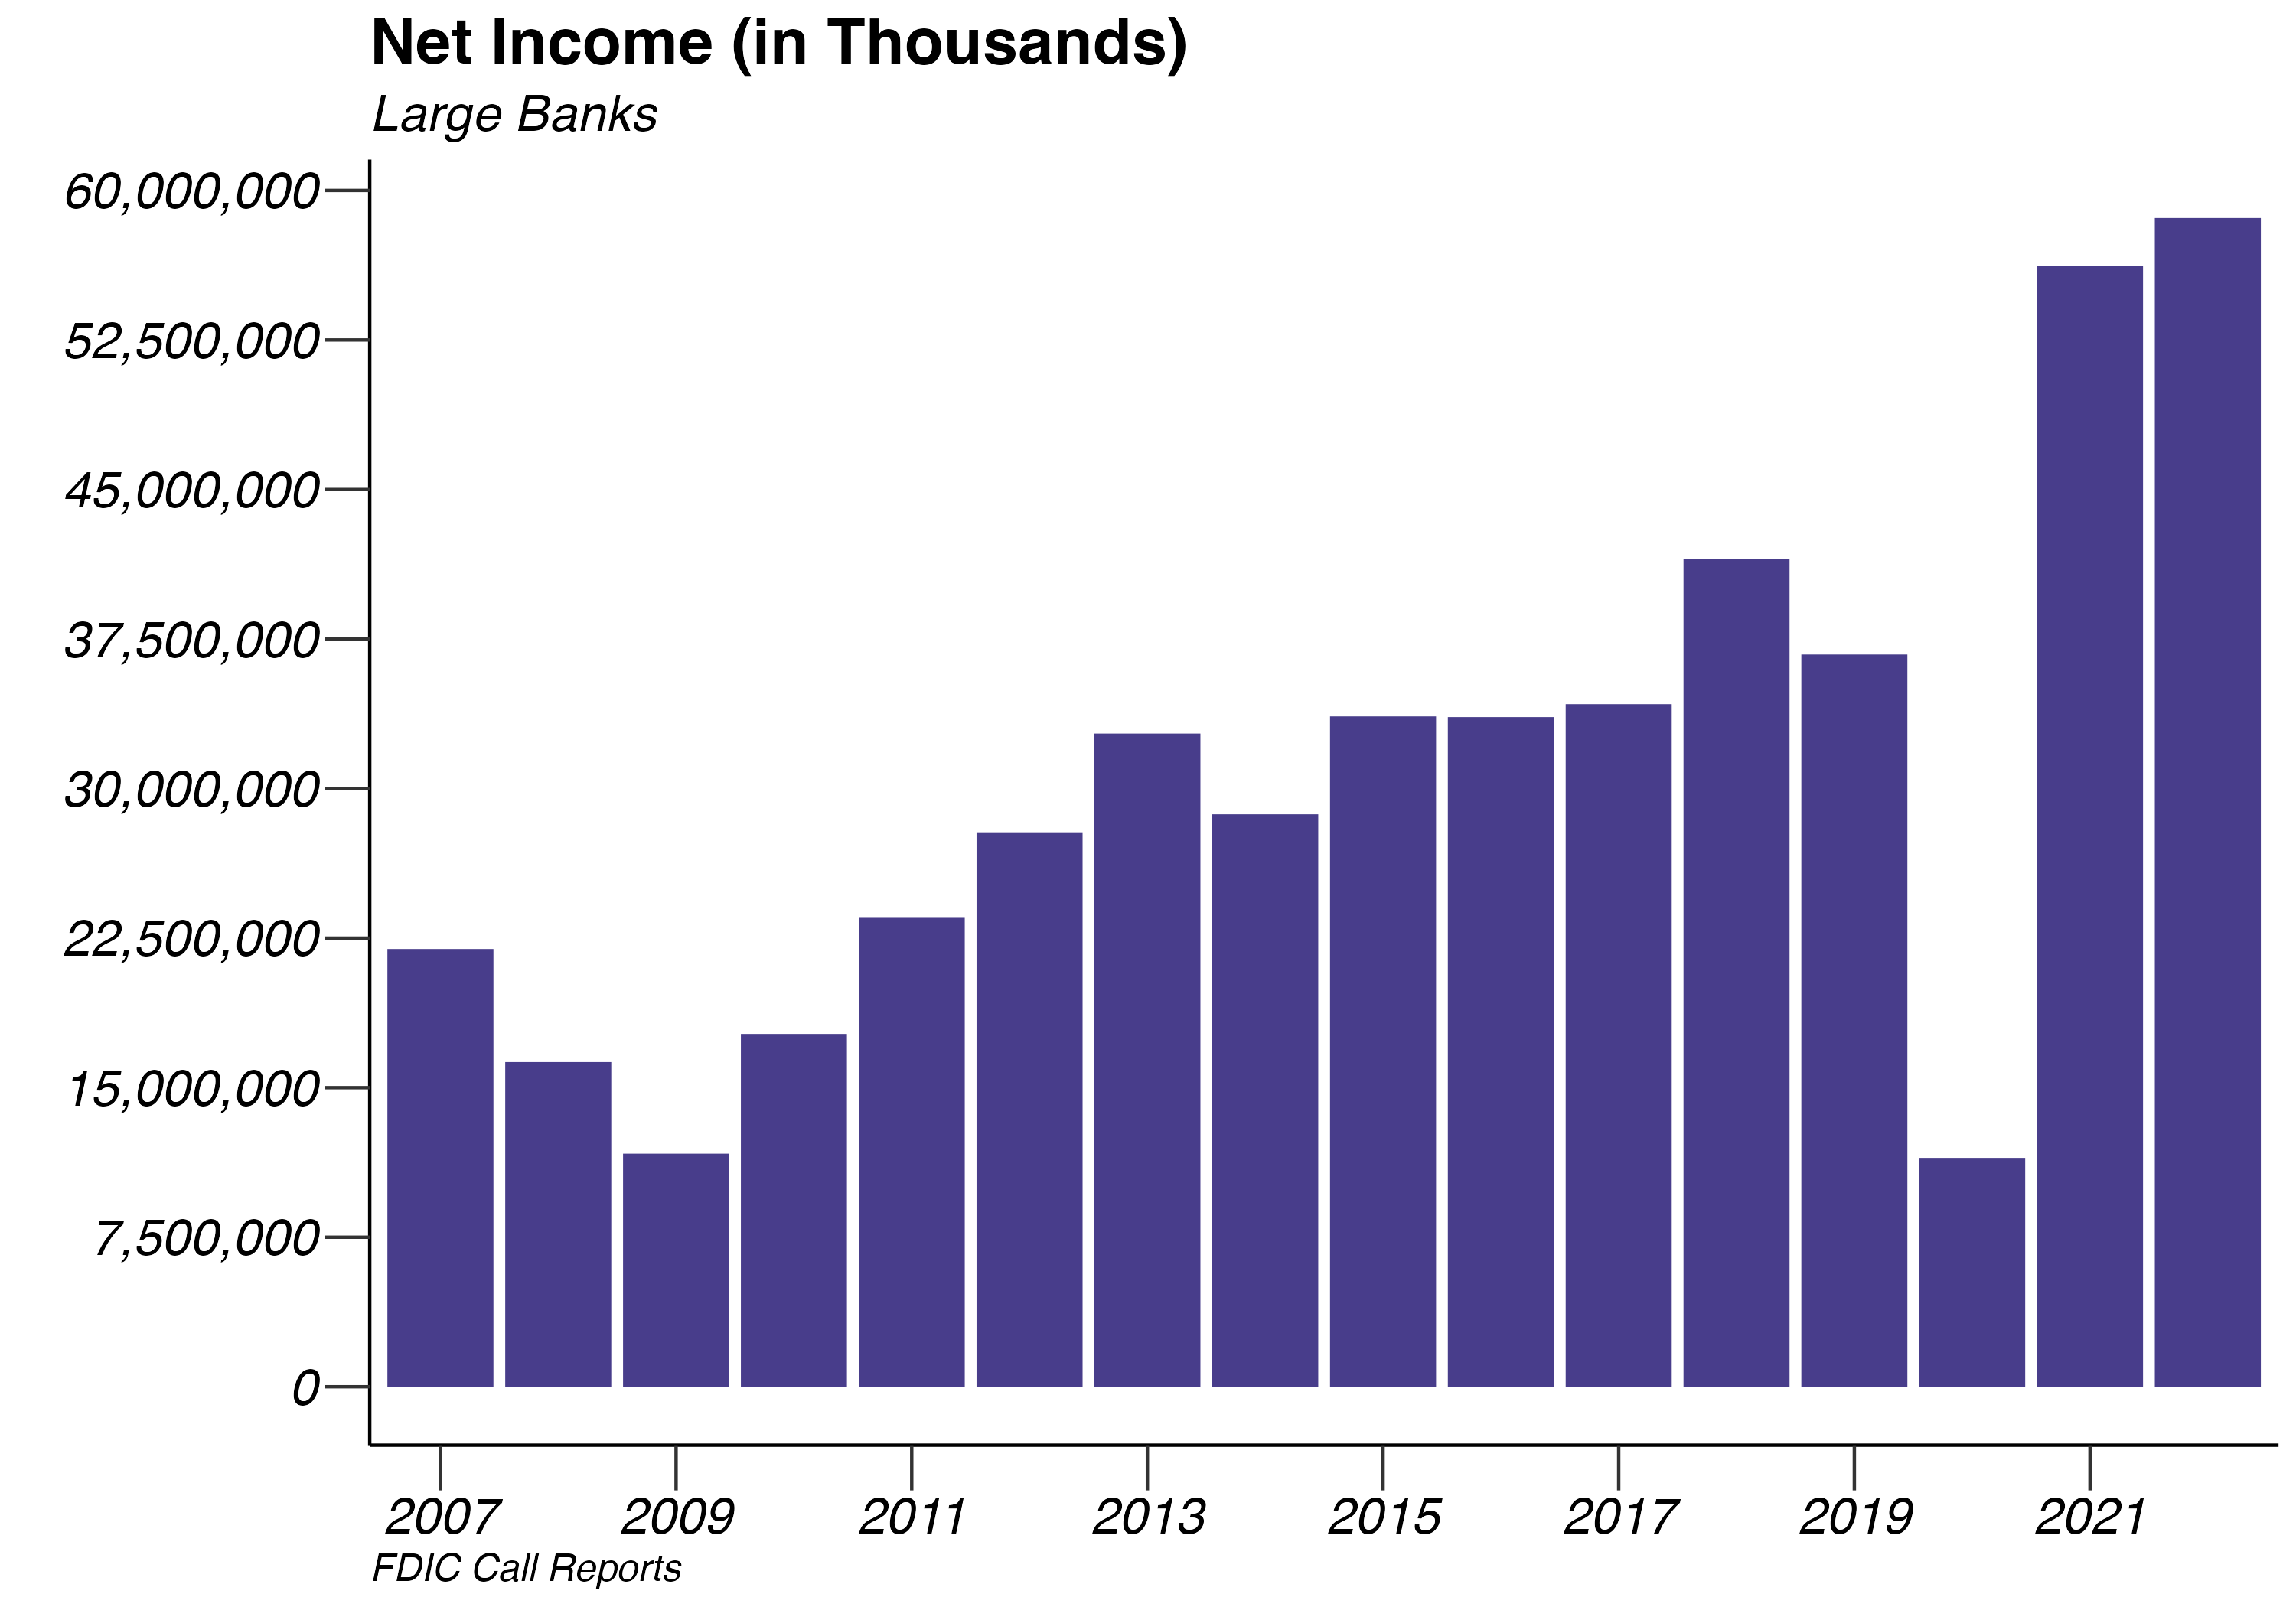 Net Income (in Thousands)
Large Banks
60,000,000
52,500,000
45,000,000
37,500,000
30,000,000
22,500,000
15,000,000
7,500,000
0
2007 2009 2011 2013 2015 2017 2019 2021
FDIC Call Reports